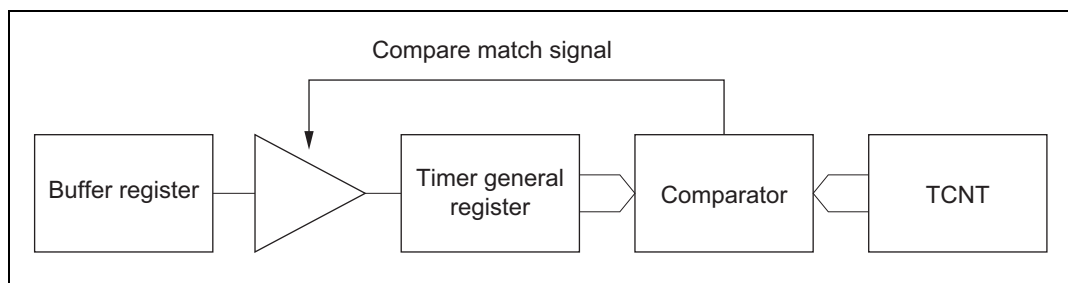 Compare match signal
Buffer register
Timer general
register
Comparator
TCNT